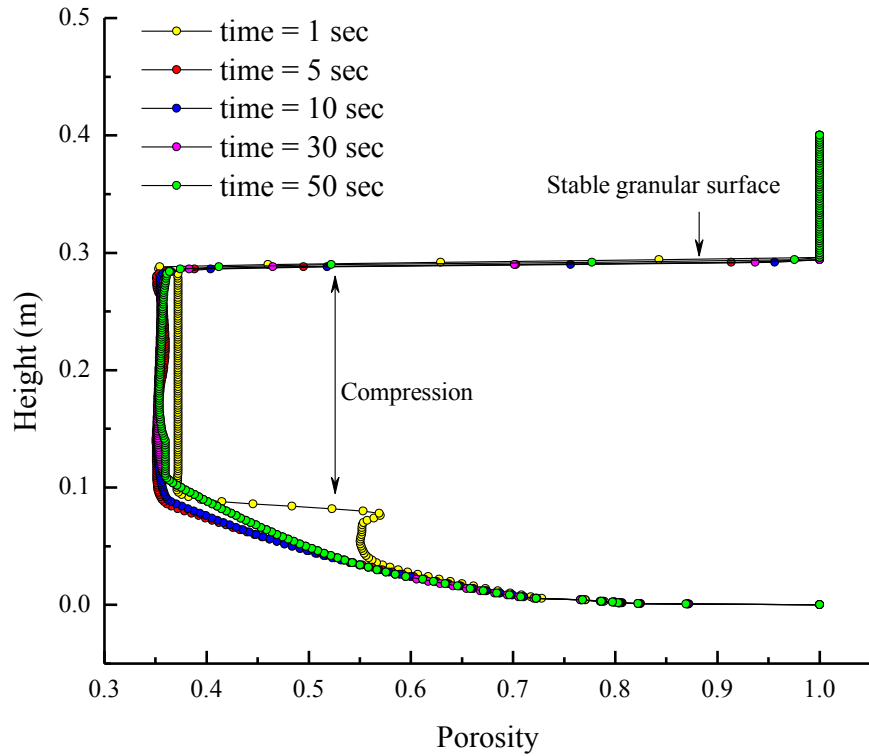 0.5
0.4
0.3
0.2
0.1
0.0
Height (m)
time = 1 sec
time = 5 sec
time = 10 sec
time = 30 sec
time = 50 sec
Stable granular surface
Compression
0.3 0.4 0.5 0.6 0.7 0.8 0.9 1.0
Porosity